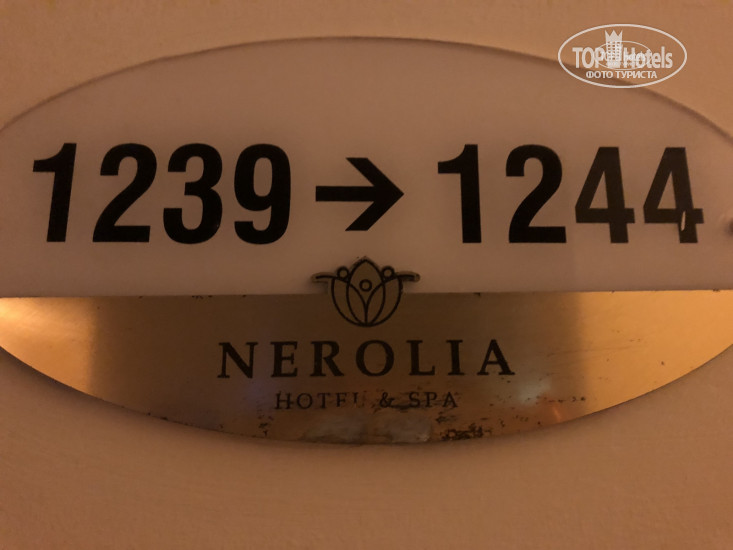 TOP Hotels
ФОТО ТУРИСТА
1239 → 1244
NEROLIA
HOTEL & SPA